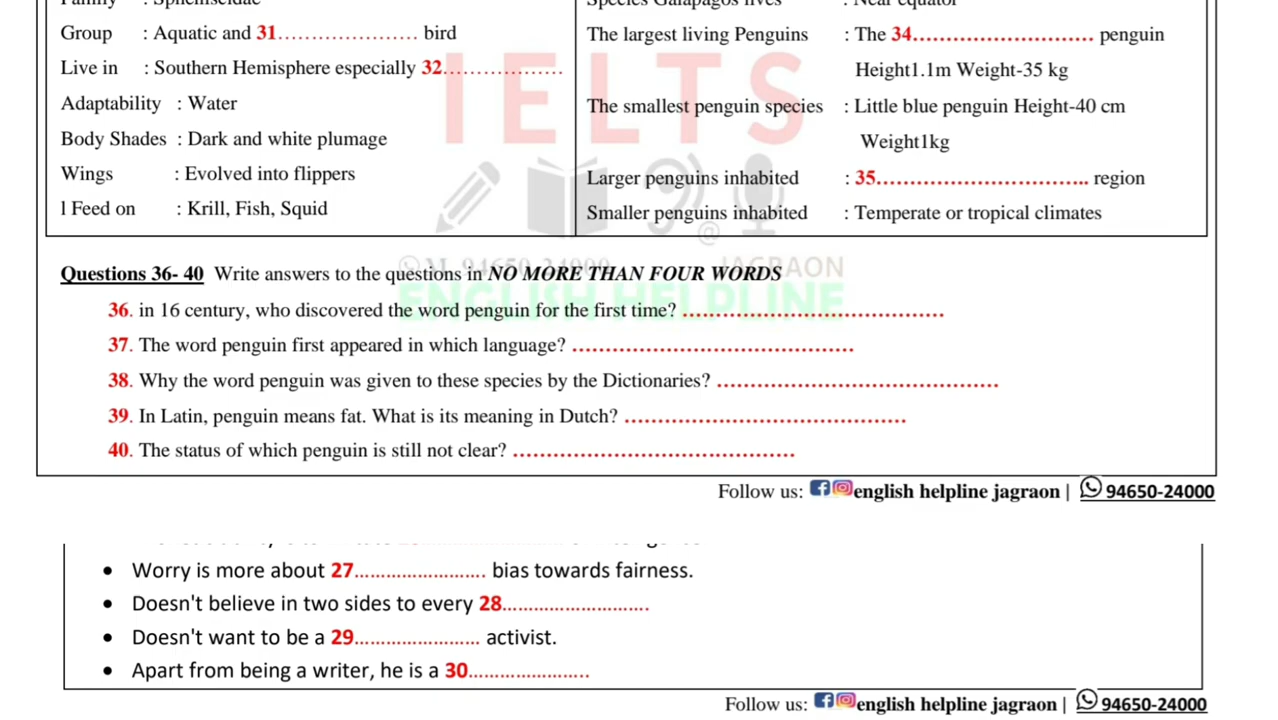 Family : Spheniscidae
Species Galapagos lives : Near equator
Group : Aquatic and 31………………… bird
The largest living Penguins : The 34……………………… penguin
Live in : Southern Hemisphere especially 32………………
Height1.1m Weight-35 kg
Adaptability : Water
The smallest penguin species : Little blue penguin Height-40 cm
Body Shades : Dark and white plumage
Weight1kg
Wings : Evolved into flippers
Larger penguins inhabited : 35………………………….. region
l Feed on : Krill, Fish, Squid
Smaller penguins inhabited : Temperate or tropical climates
IELTS
@
JAGRAON
ENGLISH HELPLINE
Questions 36- 40 Write answers to the questions in NO MORE THAN FOUR WORDS
36. in 16 century, who discovered the word penguin for the first time? …………………………………
37. The word penguin first appeared in which language? ……………………………………
38. Why the word penguin was given to these species by the Dictionaries? ……………………………………
39. In Latin, penguin means fat. What is its meaning in Dutch? ……………………………………
40. The status of which penguin is still not clear? ……………………………………
Follow us: english helpline jagraon | 94650-24000
• Worry is more about 27………………….. bias towards fairness.
• Doesn't believe in two sides to every 28……………………….
• Doesn't want to be a 29…………………. activist.
• Apart from being a writer, he is a 30…………………..
Follow us: english helpline jagraon | 94650-24000